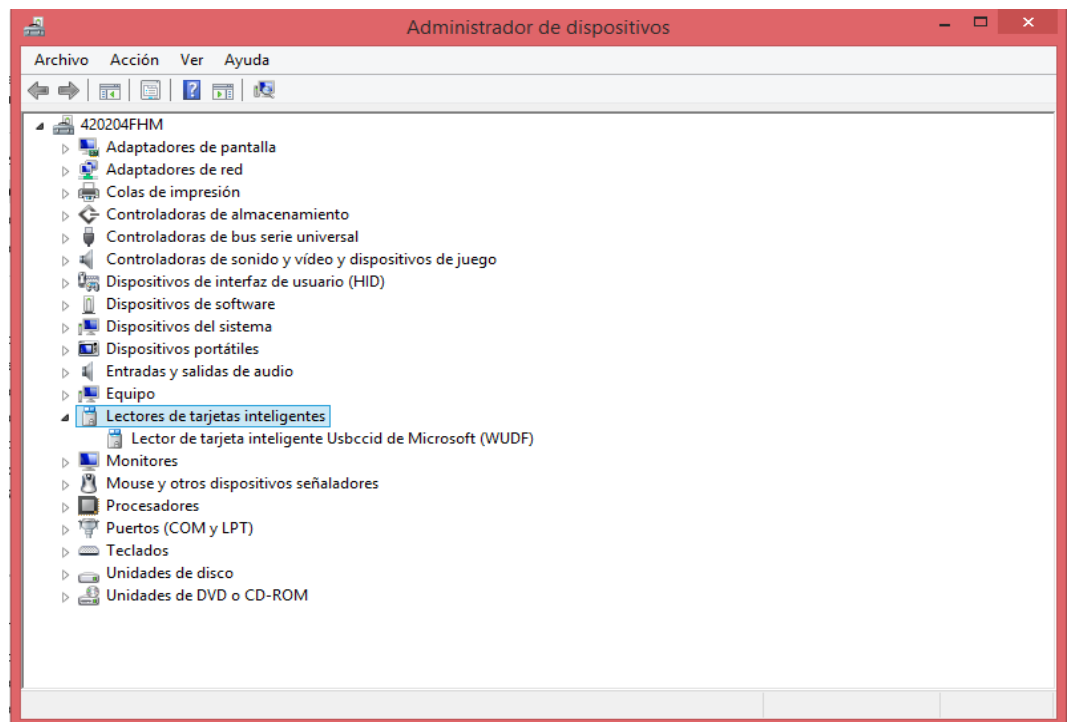 Administrador de dispositivos
Archivo Acción Ver Ayuda
420204FHM
Adaptadores de pantalla
Adaptadores de red
Colas de impresión
Controladoras de almacenamiento
Controladoras de bus serie universal
Controladoras de sonido y vídeo y dispositivos de juego
Dispositivos de interfaz de usuario (HID)
Dispositivos de software
Dispositivos del sistema
Dispositivos portátiles
Entradas y salidas de audio
Equipo
Lectores de tarjetas inteligentes
Lector de tarjeta inteligente Usbccid de Microsoft (WUDF)
Monitores
Mouse y otros dispositivos señaladores
Procesadores
Puertos (COM y LPT)
Teclados
Unidades de disco
Unidades de DVD o CD-ROM